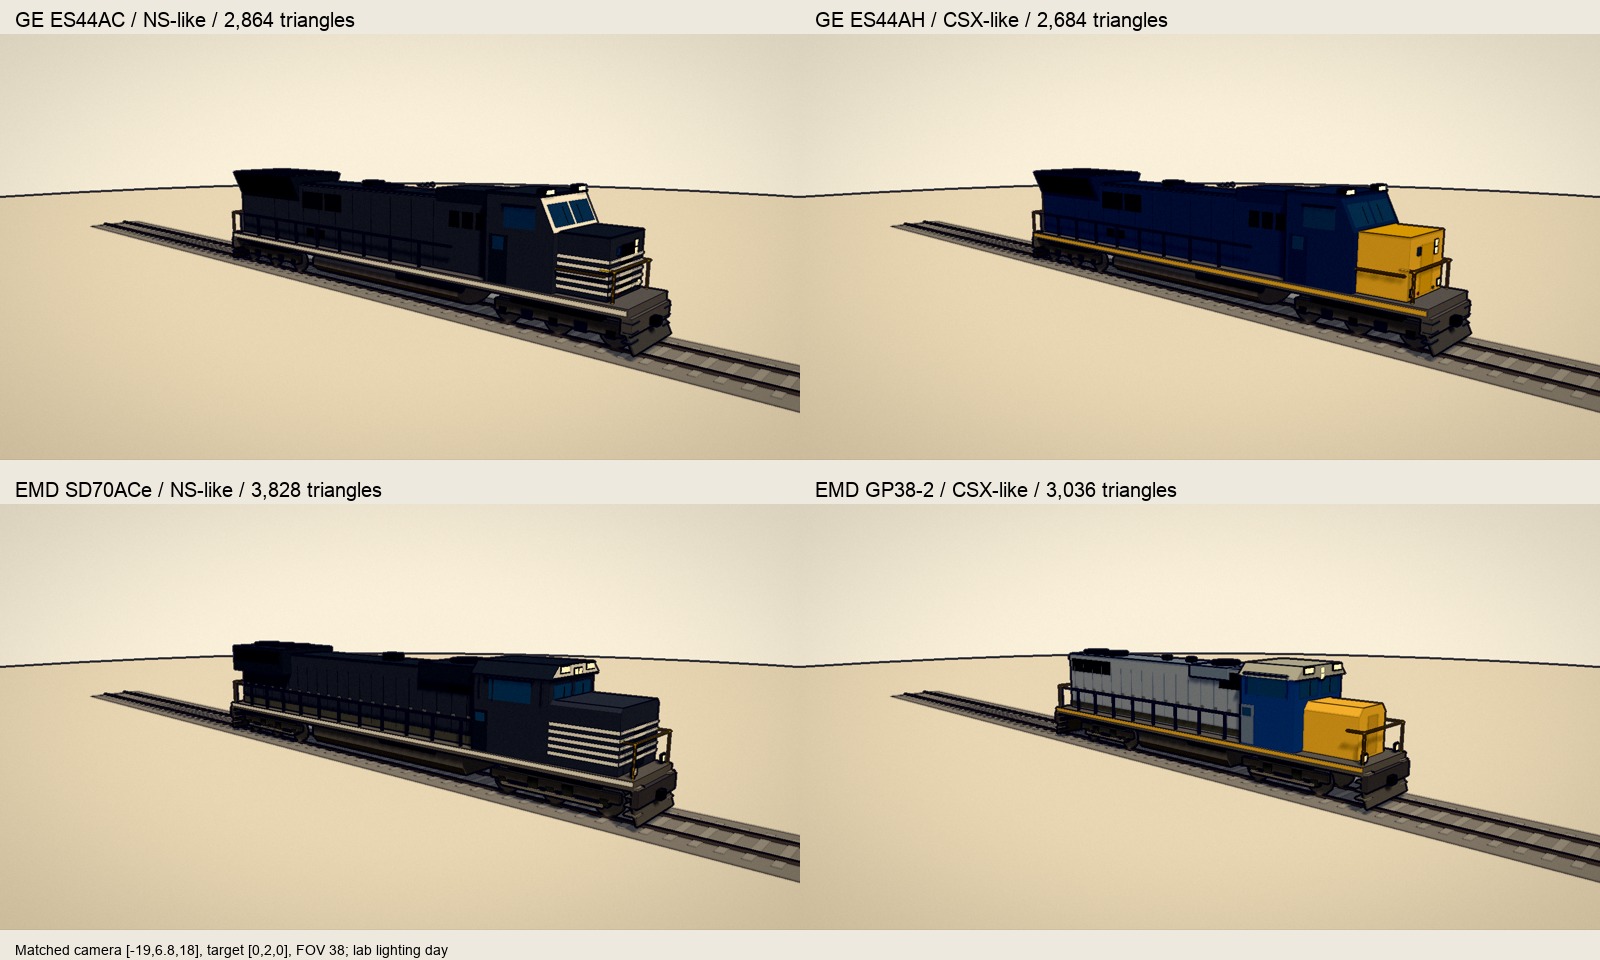 GE ES44AC / NS-like / 2,864 triangles
GE ES44AH / CSX-like / 2,684 triangles
EMD SD70ACe / NS-like / 3,828 triangles
EMD GP38-2 / CSX-like / 3,036 triangles
Matched camera [-19,6.8,18], target [0,2,0], FOV 38; lab lighting day